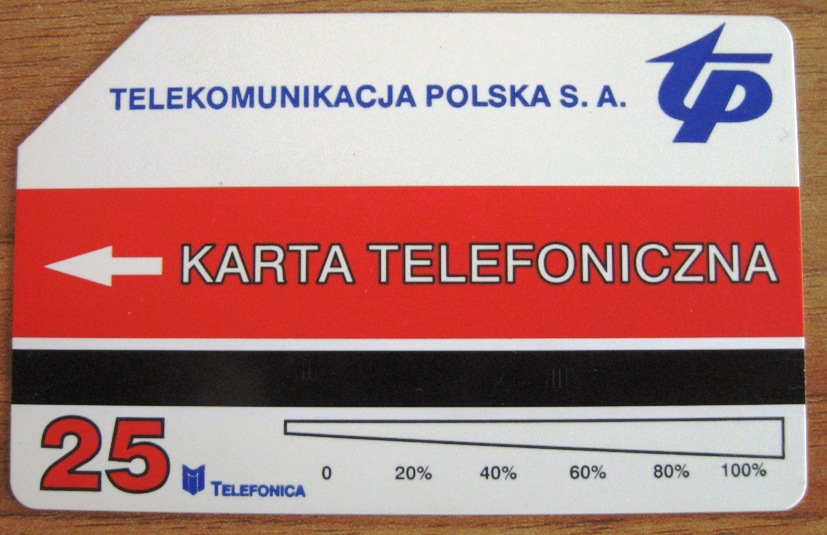 TELEKOMUNIKACJA POLSKA S. A.
tp
KARTA TELEFONICZNA
25
TELEFONICA
0 20% 40% 60% 80% 100%